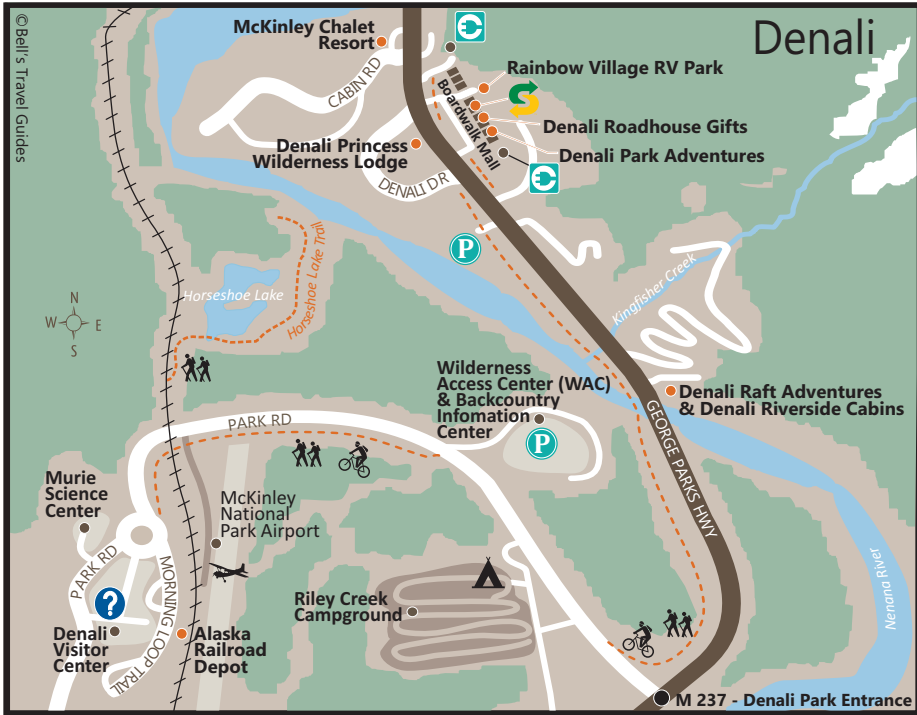 © Bell's Travel Guides
Denali
McKinley Chalet
Resort
CABIN RD
Rainbow Village RV Park
Boardwalk Mall
Denali Roadhouse Gifts
Denali Park Adventures
Denali Princess
Wilderness Lodge
DENALI DR
P
Kingfisher Creek
Horseshoe Lake
Horseshoe Lake Trail
N
W
E
S
Wilderness
Access Center (WAC)
& Backcountry
Infomation
Center
P
Denali Raft Adventures
& Denali Riverside Cabins
GEORGE PARKS HWY
PARK RD
Murie
Science
Center
McKinley
National
Park Airport
PARK RD
MORNING LOOP TRAIL
?
Riley Creek
Campground
Denali
Visitor
Center
Alaska
Railroad
Depot
Nenana River
M 237 - Denali Park Entrance